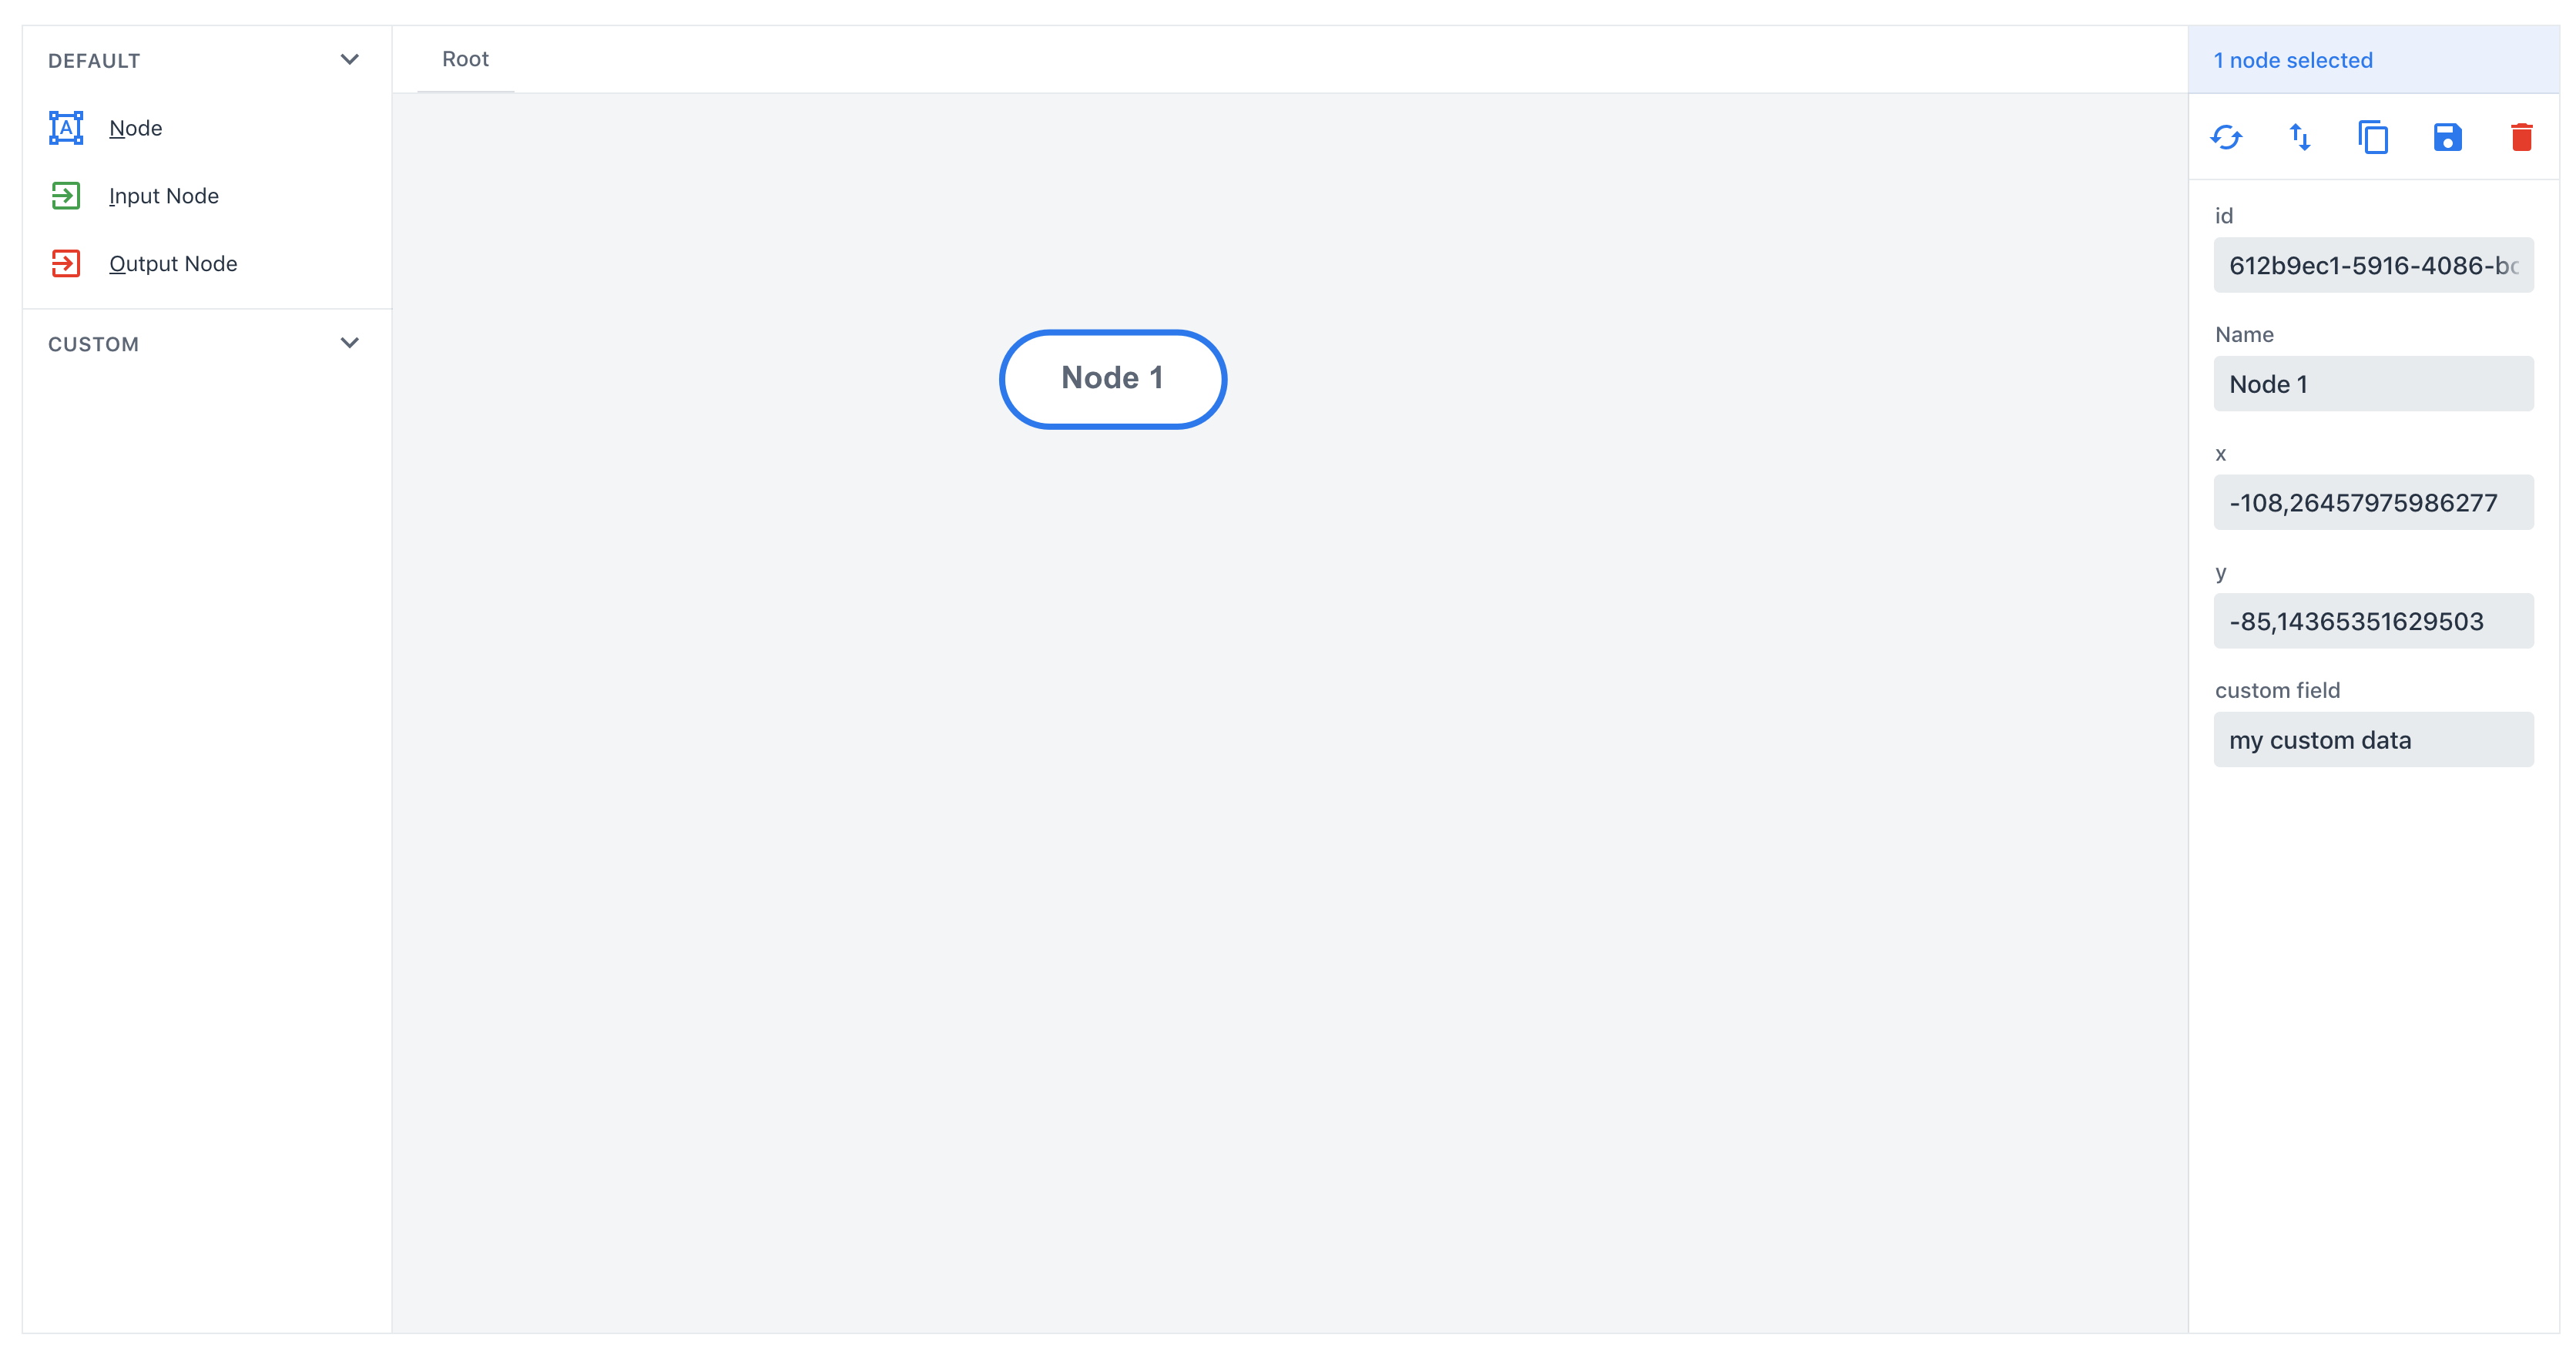 DEFAULT
Node
Input Node
Output Node
CUSTOM
Root
Node 1
1 node selected
id
612b9ec1-5916-4086-bc
Name
Node 1
x
-108,26457975986277
y
-85,14365351629503
custom field
my custom data